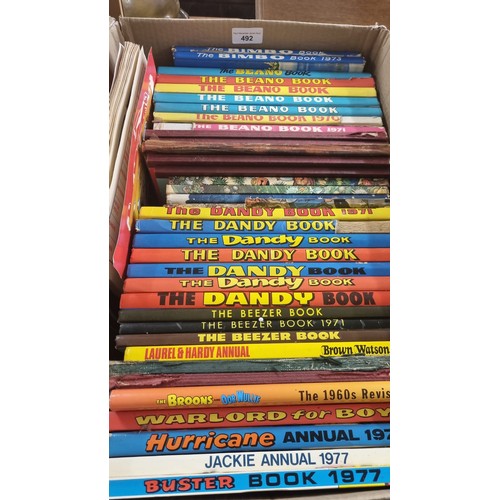 492
THE BIMBO BOOK
THE BIMBO BOOK 1973
THE BEANO BOOK
THE BEANO BOOK
THE BEANO BOOK
THE BEANO BOOK
THE BEANO BOOK
THE BEANO BOOK 1970
THE BEANO BOOK 1971
THE DANDY BOOK 1971
THE DANDY BOOK
THE Dandy BOOK
THE DANDY BOOK
THE DANDY BOOK
THE Dandy BOOK
THE DANDY BOOK
THE BEEZER BOOK
THE BEEZER BOOK 1971
THE BEEZER BOOK
LAUREL & HARDY ANNUAL Brown Watson
THE BROONS OOR WULLIE The 1960s Revis
WARLORD for BOY
Hurricane ANNUAL 197
JACKIE ANNUAL 1977
BUSTER BOOK 1977